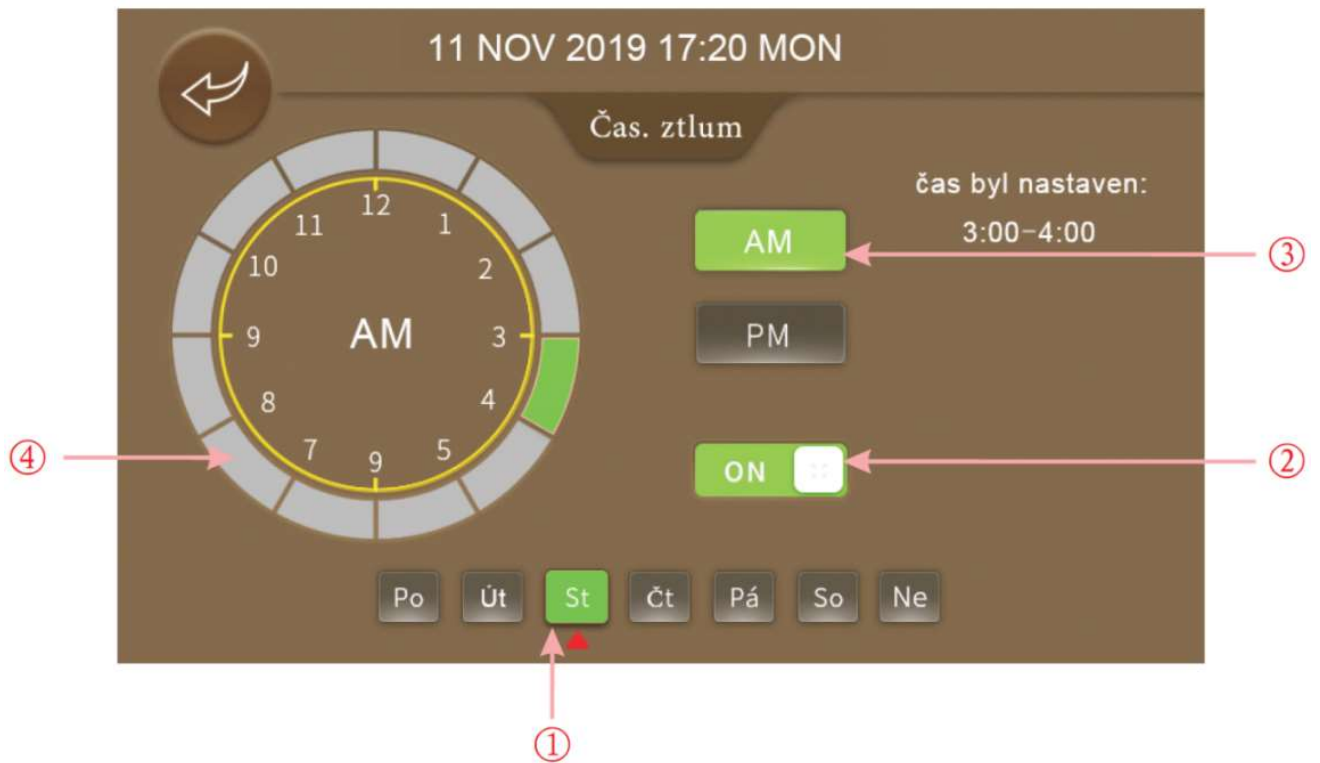 11 NOV 2019 17:20 MON
Čas. ztlum
čas byl nastaven:
3:00-4:00
12
11
1
10
2
9
AM
3
8
4
7
9
5
AM
PM
ON
③
②
④
Po
Út
St
Čt
Pá
So
Ne
①